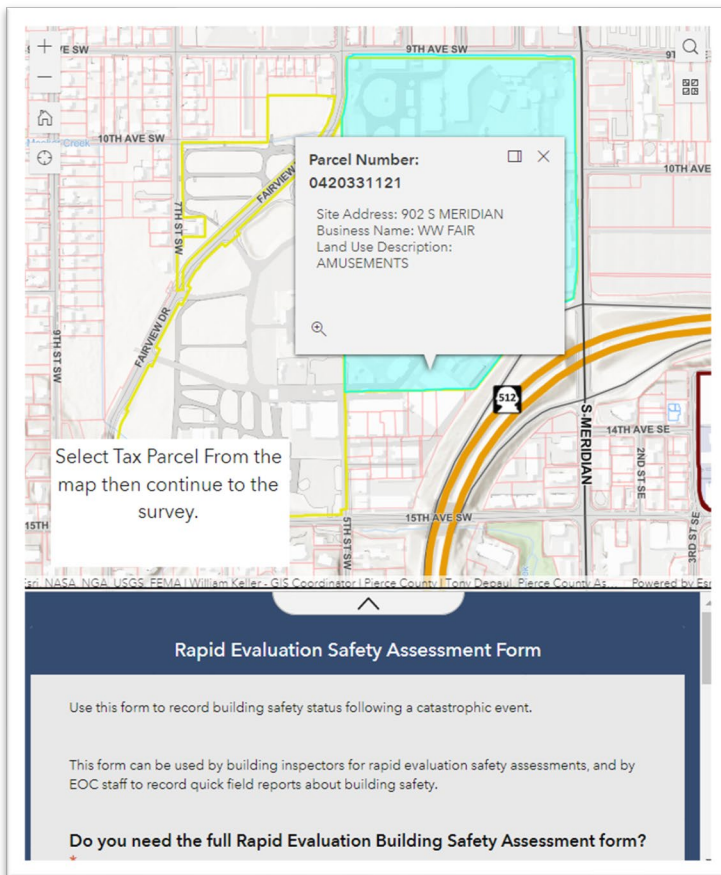 VE SW
9TH AVE SW
10TH AVE SW
10TH AVE
7TH ST SW
FAIRVIEW
FAIRVIEW DR
9TH ST SW
Parcel Number:
0420331121
Site Address: 902 S MERIDIAN
Business Name: WW FAIR
Land Use Description:
AMUSEMENTS
512
S MERIDIAN
14TH AVE SE
2ND ST SE
3RD ST SE
15TH
5TH ST SW
15TH AVE SW
Select Tax Parcel From the
map then continue to the
survey.
Esri, NASA, NGA, USGS, FEMA | William Keller - GIS Coordinator | Pierce County | Tony Depaul, Pierce County As... Powered by Esri
Rapid Evaluation Safety Assessment Form
Use this form to record building safety status following a catastrophic event.
This form can be used by building inspectors for rapid evaluation safety assessments, and by
EOC staff to record quick field reports about building safety.
Do you need the full Rapid Evaluation Building Safety Assessment form?
*